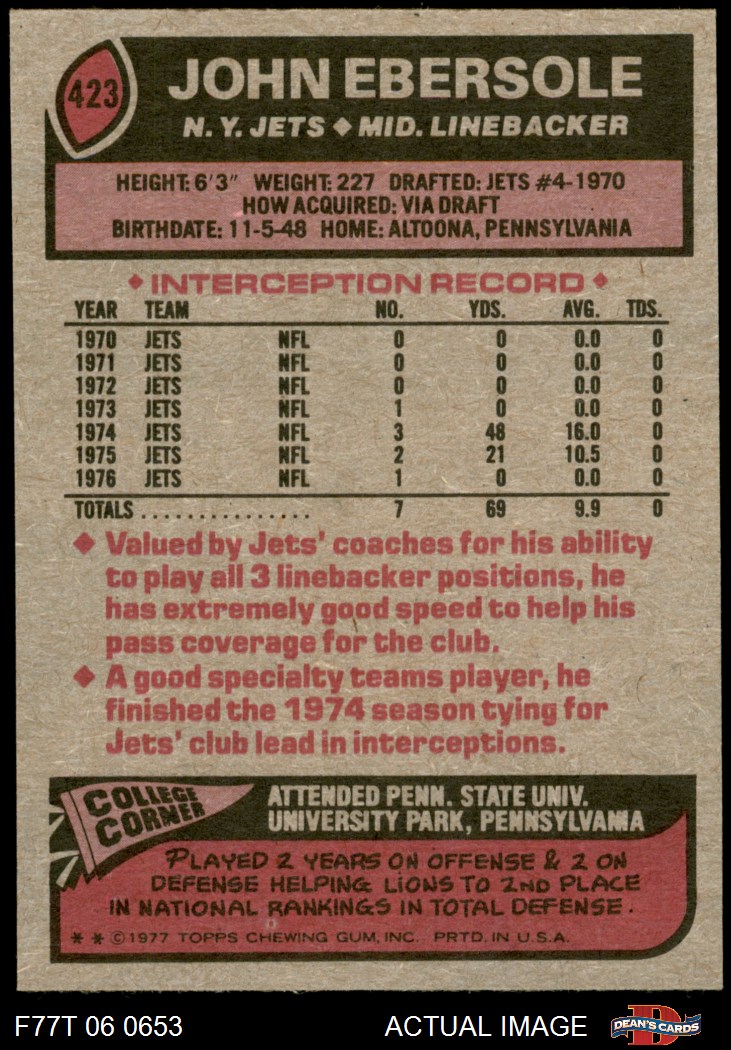 423
JOHN EBERSOLE
N. Y. JETS ◆ MID. LINEBACKER
HEIGHT: 6'3" WEIGHT: 227 DRAFTED: JETS #4-1970
HOW ACQUIRED: VIA DRAFT
BIRTHDATE: 11-5-48 HOME: ALTOONA, PENNSYLVANIA
◆ INTERCEPTION RECORD ◆
YEAR TEAM NO. YDS. AVG. TDS.
1970 JETS NFL 0 0 0.0 0
1971 JETS NFL 0 0 0.0 0
1972 JETS NFL 0 0 0.0 0
1973 JETS NFL 1 0 0.0 0
1974 JETS NFL 3 48 16.0 0
1975 JETS NFL 2 21 10.5 0
1976 JETS NFL 1 0 0.0 0
TOTALS ............... 7 69 9.9 0
◆ Valued by Jets' coaches for his ability
to play all 3 linebacker positions, he
has extremely good speed to help his
pass coverage for the club.
◆ A good specialty teams player, he
finished the 1974 season tying for
Jets' club lead in interceptions.
COLLEGE
CORNER
ATTENDED PENN. STATE UNIV.
UNIVERSITY PARK, PENNSYLVANIA
PLAYED 2 YEARS ON OFFENSE & 2 ON
DEFENSE HELPING LIONS TO 2ND PLACE
IN NATIONAL RANKINGS IN TOTAL DEFENSE.
* * ©1977 TOPPS CHEWING GUM, INC. PRTD. IN U.S.A.
F77T 06 0653
ACTUAL IMAGE
D
DEAN'S CARDS